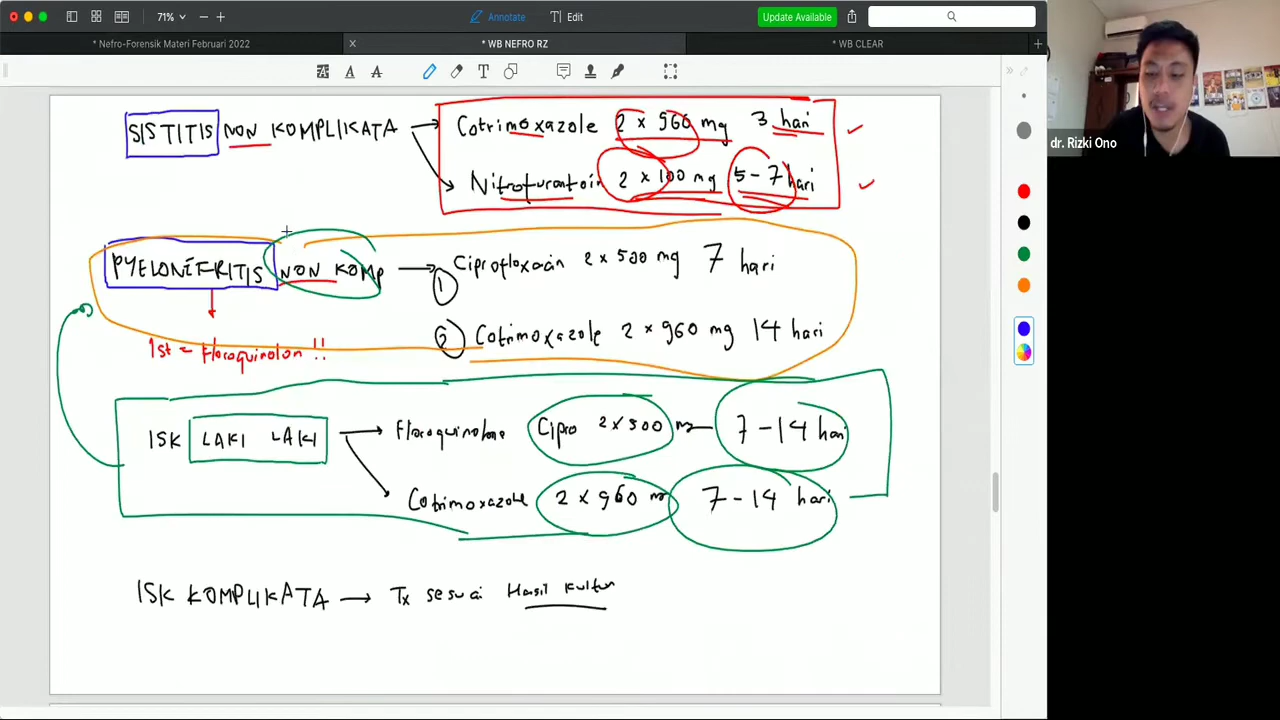 71%
Annotate
Edit
Update Available
* Nefro-Forensik Materi Februari 2022
* WB NEFRO RZ
* WB CLEAR
dr. Rizki Ono
SISTITIS NON KOMPLIKATA → Cotrimoxazole 2 x 960 mg 3 hari
Nitrofurantoin 2 x 100 mg 5-7 hari
PYELONEFRITIS NON KOMP → ① Ciprofloxacin 2 x 500 mg 7 hari
② Cotrimoxazole 2 x 960 mg 14 hari
1st = Floroquinolon !!
ISK LAKI LAKI → Floroquinolone Cipro 2 x 500 mg 7-14 hari
Cotrimoxazole 2 x 960 mg 7-14 hari
ISK KOMPLIKATA → Tx sesuai Hasil Kultur